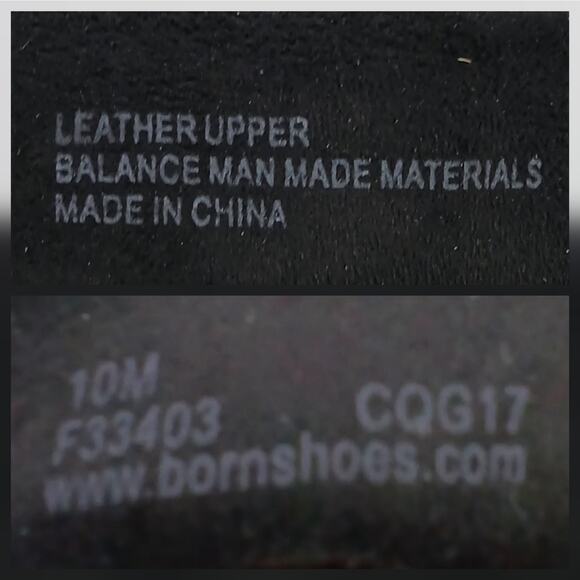 LEATHER UPPER
BALANCE MAN MADE MATERIALS
MADE IN CHINA
10M
F33403 CQG17
www.bornshoes.com